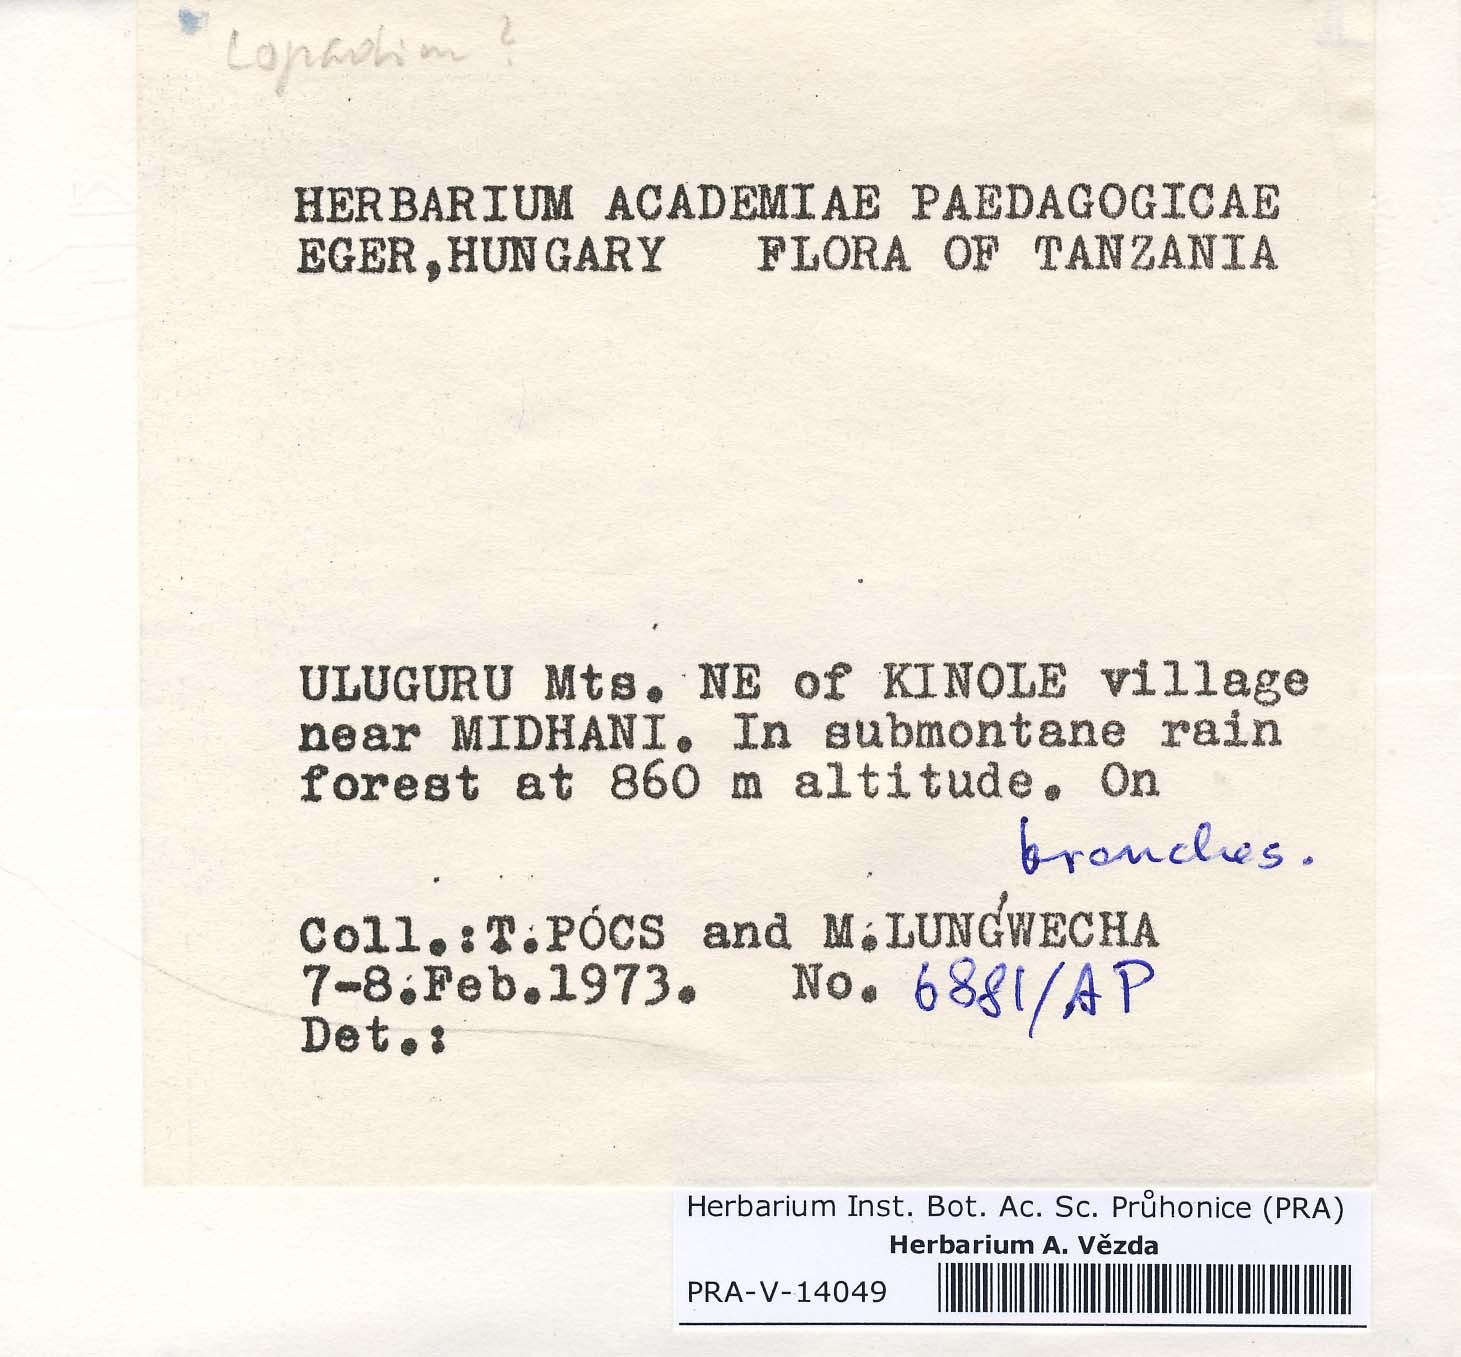 Lopadium ?
HERBARIUM ACADEMIAE PAEDAGOGICAE
EGER,HUNGARY FLORA OF TANZANIA
ULUGURU Mts. NE of KINOLE village
near MIDHANI. In submontane rain
forest at 860 m altitude. On
branches.
Coll.:T.PÓCS and M.LUNG'WECHA
7-8.Feb.1973. No. 6881/AP
Det.:
Herbarium Inst. Bot. Ac. Sc. Průhonice (PRA)
Herbarium A. Vězda
PRA-V-14049